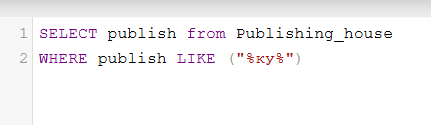 1 SELECT publish from Publishing_house
2 WHERE publish LIKE ("%ку%")